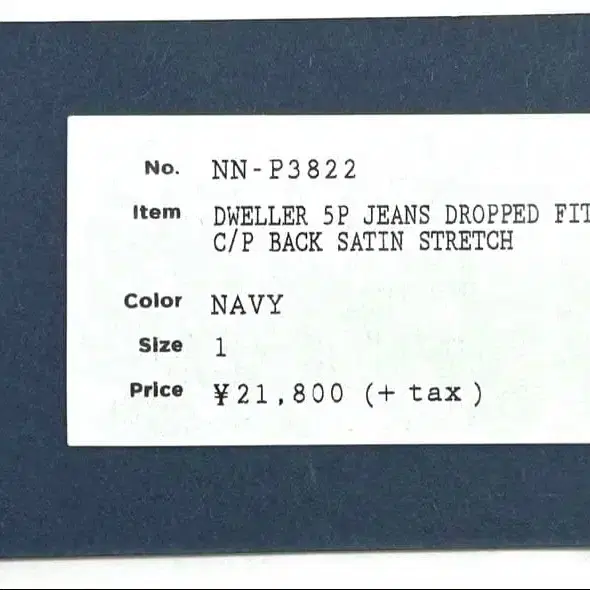 No. NN-P3822
Item DWELLER 5P JEANS DROPPED FIT
C/P BACK SATIN STRETCH
Color NAVY
Size 1
Price ¥21,800 (+ tax)